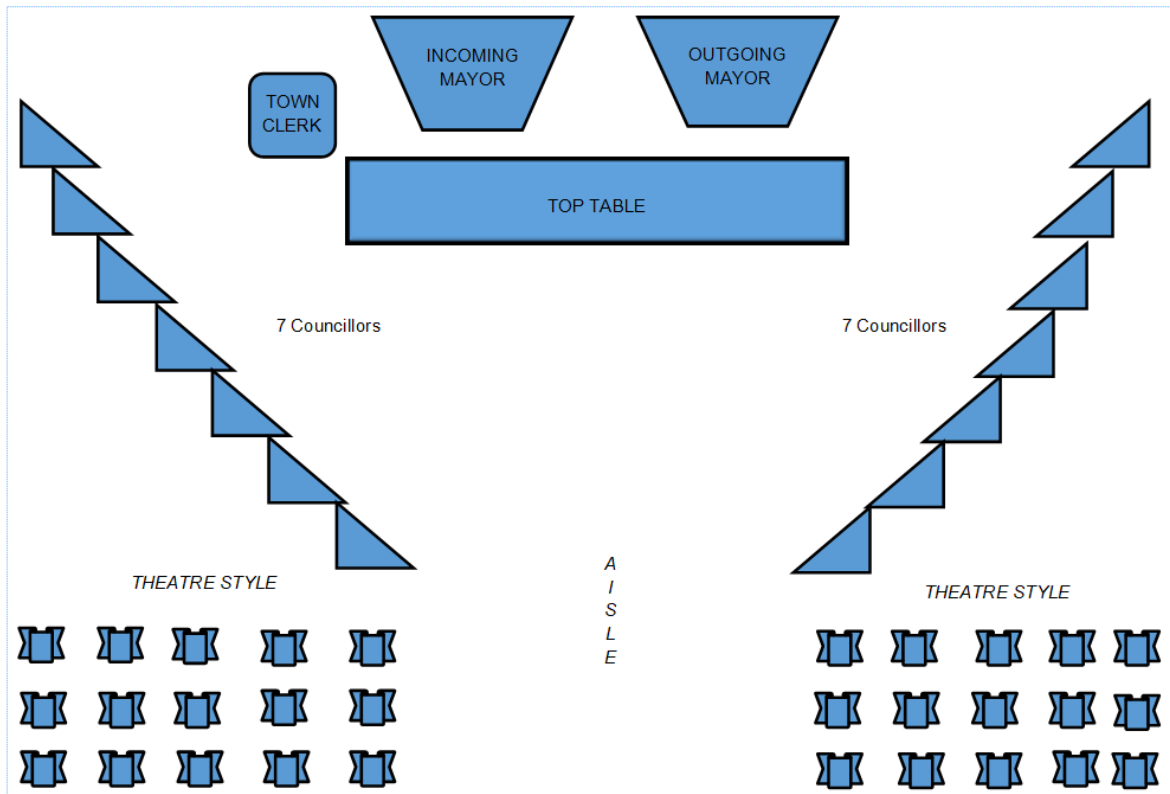 INCOMING
MAYOR
OUTGOING
MAYOR
TOWN
CLERK
TOP TABLE
7 Councillors
7 Councillors
A
I
S
L
E
THEATRE STYLE
THEATRE STYLE